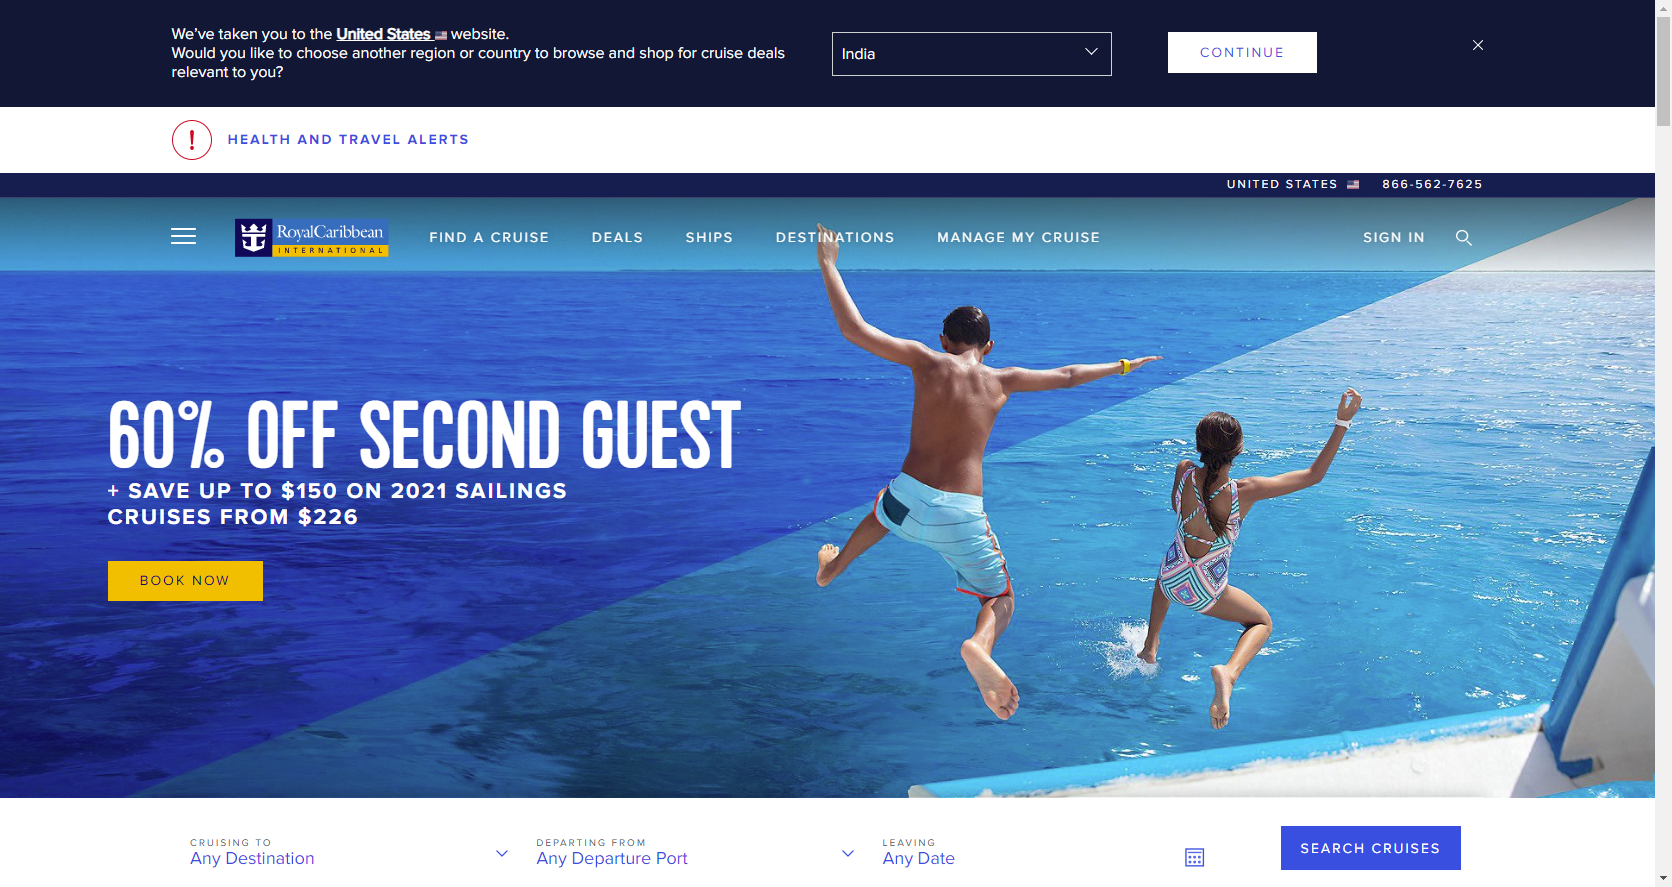 We've taken you to the United States website.
Would you like to choose another region or country to browse and shop for cruise deals
relevant to you?
India
CONTINUE
HEALTH AND TRAVEL ALERTS
UNITED STATES
866-562-7625
RoyalCaribbean
INTERNATIONAL
FIND A CRUISE
DEALS
SHIPS
DESTINATIONS
MANAGE MY CRUISE
SIGN IN
60% OFF SECOND GUEST
+ SAVE UP TO $150 ON 2021 SAILINGS
CRUISES FROM $226
BOOK NOW
CRUISING TO
Any Destination
DEPARTING FROM
Any Departure Port
LEAVING
Any Date
SEARCH CRUISES